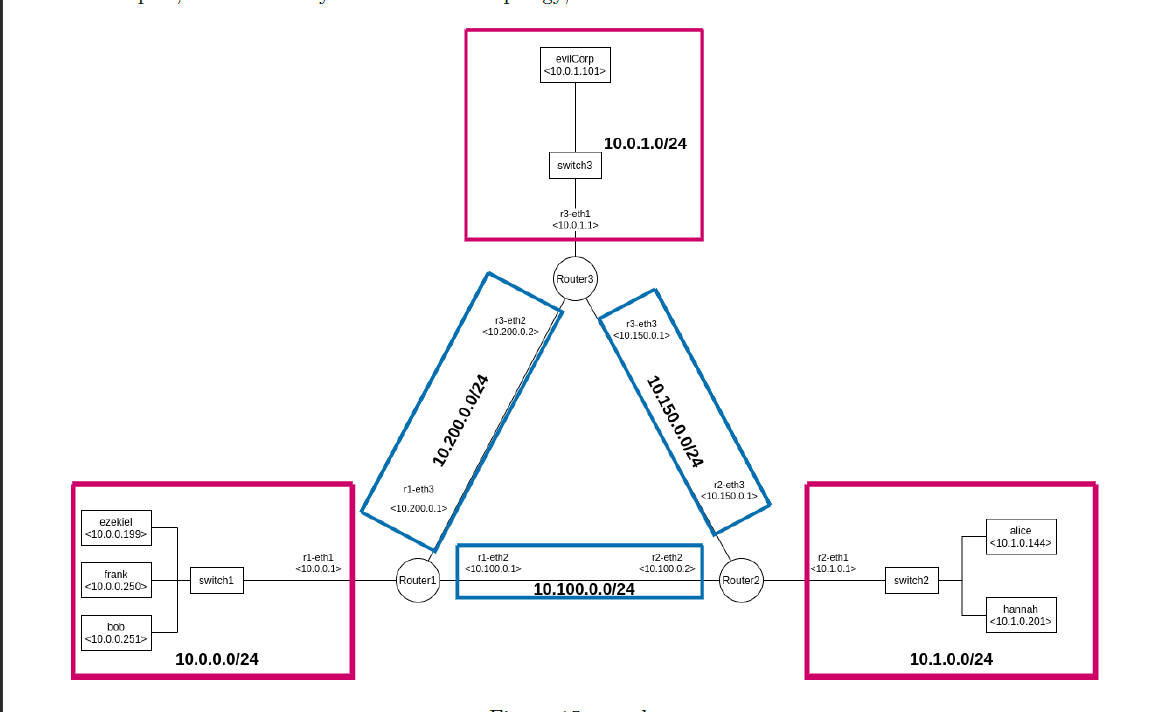 evilCorp
<10.0.1.101>
10.0.1.0/24
switch3
r3-eth1
<10.0.1.1>
Router3
r3-eth2
<10.200.0.2>
r3-eth3
<10.150.0.1>
10.200.0.0/24
10.150.0.0/24
r1-eth3
<10.200.0.1>
r2-eth3
<10.150.0.1>
ezekiel
<10.0.0.199>
frank
<10.0.0.250>
bob
<10.0.0.251>
switch1
r1-eth1
<10.0.0.1>
10.0.0.0/24
Router1
r1-eth2
<10.100.0.1>
r2-eth2
<10.100.0.2>
10.100.0.0/24
Router2
r2-eth1
<10.1.0.1>
switch2
alice
<10.1.0.144>
hannah
<10.1.0.201>
10.1.0.0/24